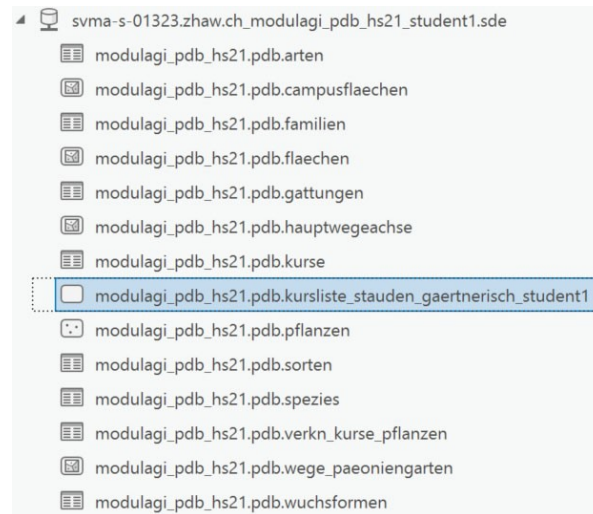 svma-s-01323.zhaw.ch_modulagi_pdb_hs21_student1.sde
modulagi_pdb_hs21.pdb.arten
modulagi_pdb_hs21.pdb.campusflaechen
modulagi_pdb_hs21.pdb.familien
modulagi_pdb_hs21.pdb.flaechen
modulagi_pdb_hs21.pdb.gattungen
modulagi_pdb_hs21.pdb.hauptwegeachse
modulagi_pdb_hs21.pdb.kurse
modulagi_pdb_hs21.pdb.kursliste_stauden_gaertnerisch_student1
modulagi_pdb_hs21.pdb.pflanzen
modulagi_pdb_hs21.pdb.sorten
modulagi_pdb_hs21.pdb.spezies
modulagi_pdb_hs21.pdb.verkn_kurse_pflanzen
modulagi_pdb_hs21.pdb.wege_paeoniengarten
modulagi_pdb_hs21.pdb.wuchsformen